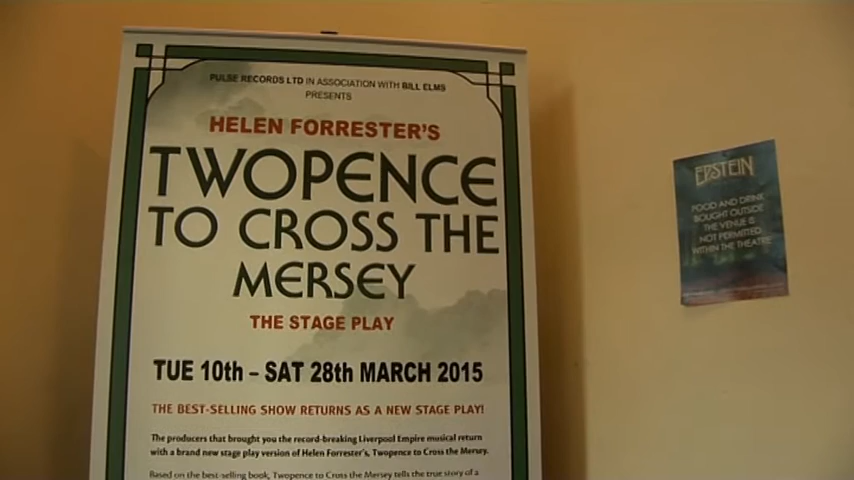 PULSE RECORDS LTD IN ASSOCIATION WITH BILL ELMS
PRESENTS
HELEN FORRESTER'S
TWOPENCE
TO CROSS THE
MERSEY
THE STAGE PLAY
TUE 10th – SAT 28th MARCH 2015
THE BEST-SELLING SHOW RETURNS AS A NEW STAGE PLAY!
The producers that brought you the record-breaking Liverpool Empire musical return
with a brand new stage play version of Helen Forrester's, Twopence to Cross the Mersey.
Based on the best-selling book, Twopence to Cross the Mersey tells the true story of a
EPSTEIN
FOOD AND DRINK
BOUGHT OUTSIDE
THE VENUE IS
NOT PERMITTED
WITHIN THE THEATRE